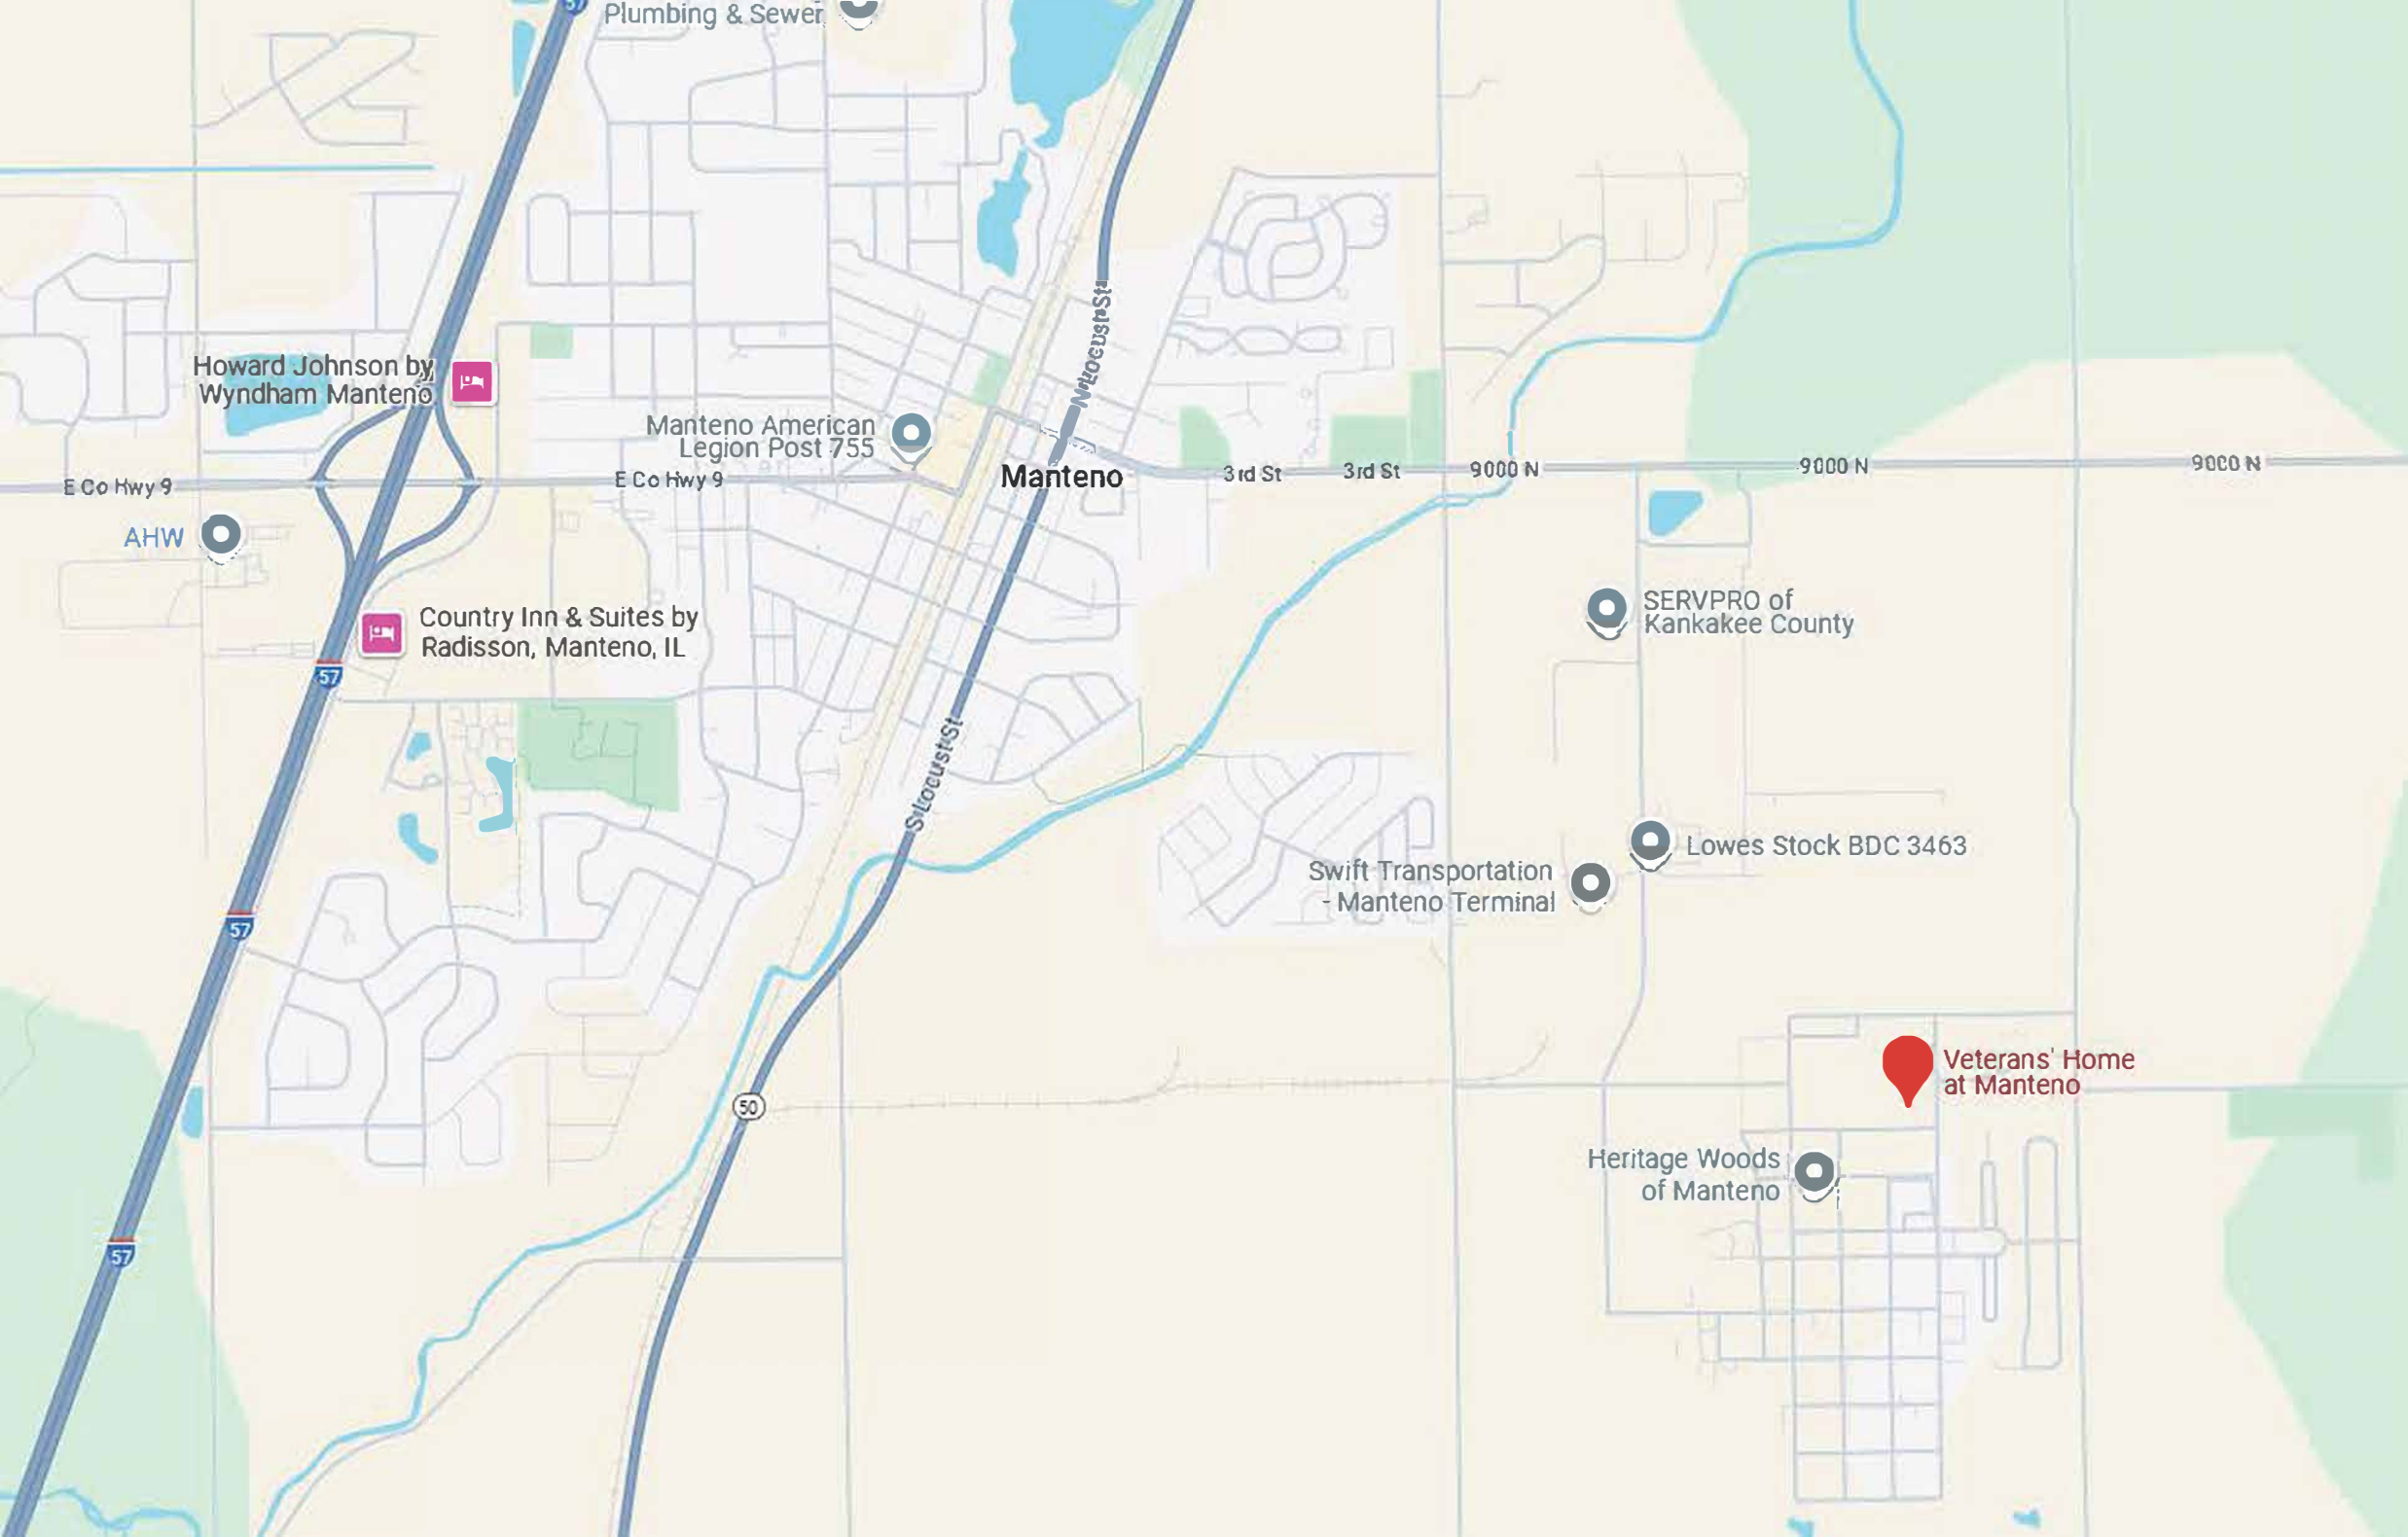 57
Plumbing & Sewer
N Locust St
Howard Johnson by
Wyndham Manteno
Manteno American
Legion Post 755
E Co Hwy 9
E Co Hwy 9
Manteno
3rd St
3rd St
9000 N
9000 N
9000 N
AHW
Country Inn & Suites by
Radisson, Manteno, IL
57
SERVPRO of
Kankakee County
S Locust St
Lowes Stock BDC 3463
Swift Transportation
- Manteno Terminal
57
Veterans' Home
at Manteno
50
Heritage Woods
of Manteno
57